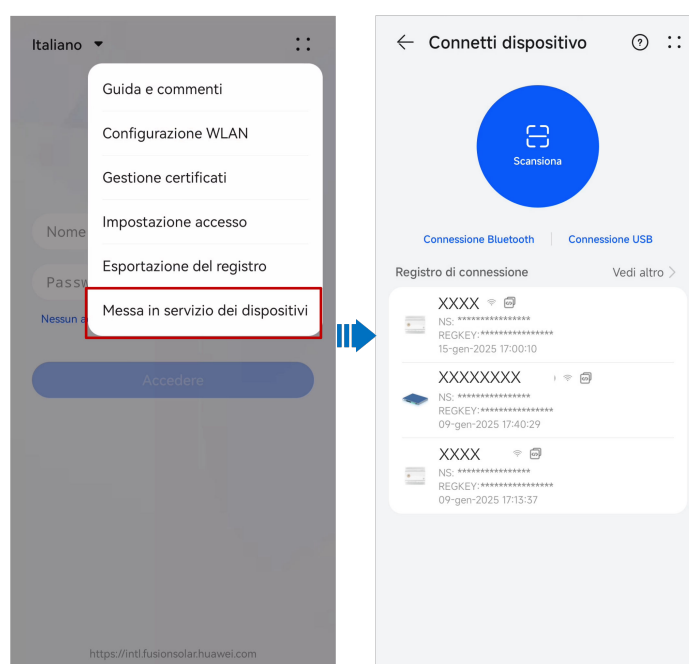 Italiano
Guida e commenti
Configurazione WLAN
Gestione certificati
Impostazione accesso
Esportazione del registro
Messa in servizio dei dispositivi
Nome
Passw
Nessun a
Accedere
https://intl.fusionsolar.huawei.com
Connetti dispositivo
Scansiona
Connessione Bluetooth
Connessione USB
Registro di connessione
Vedi altro
XXXX
NS: ****************
REGKEY:****************
15-gen-2025 17:00:10
XXXXXXXX
NS: ****************
REGKEY:****************
09-gen-2025 17:40:29
XXXX
NS: ****************
REGKEY:****************
09-gen-2025 17:13:37